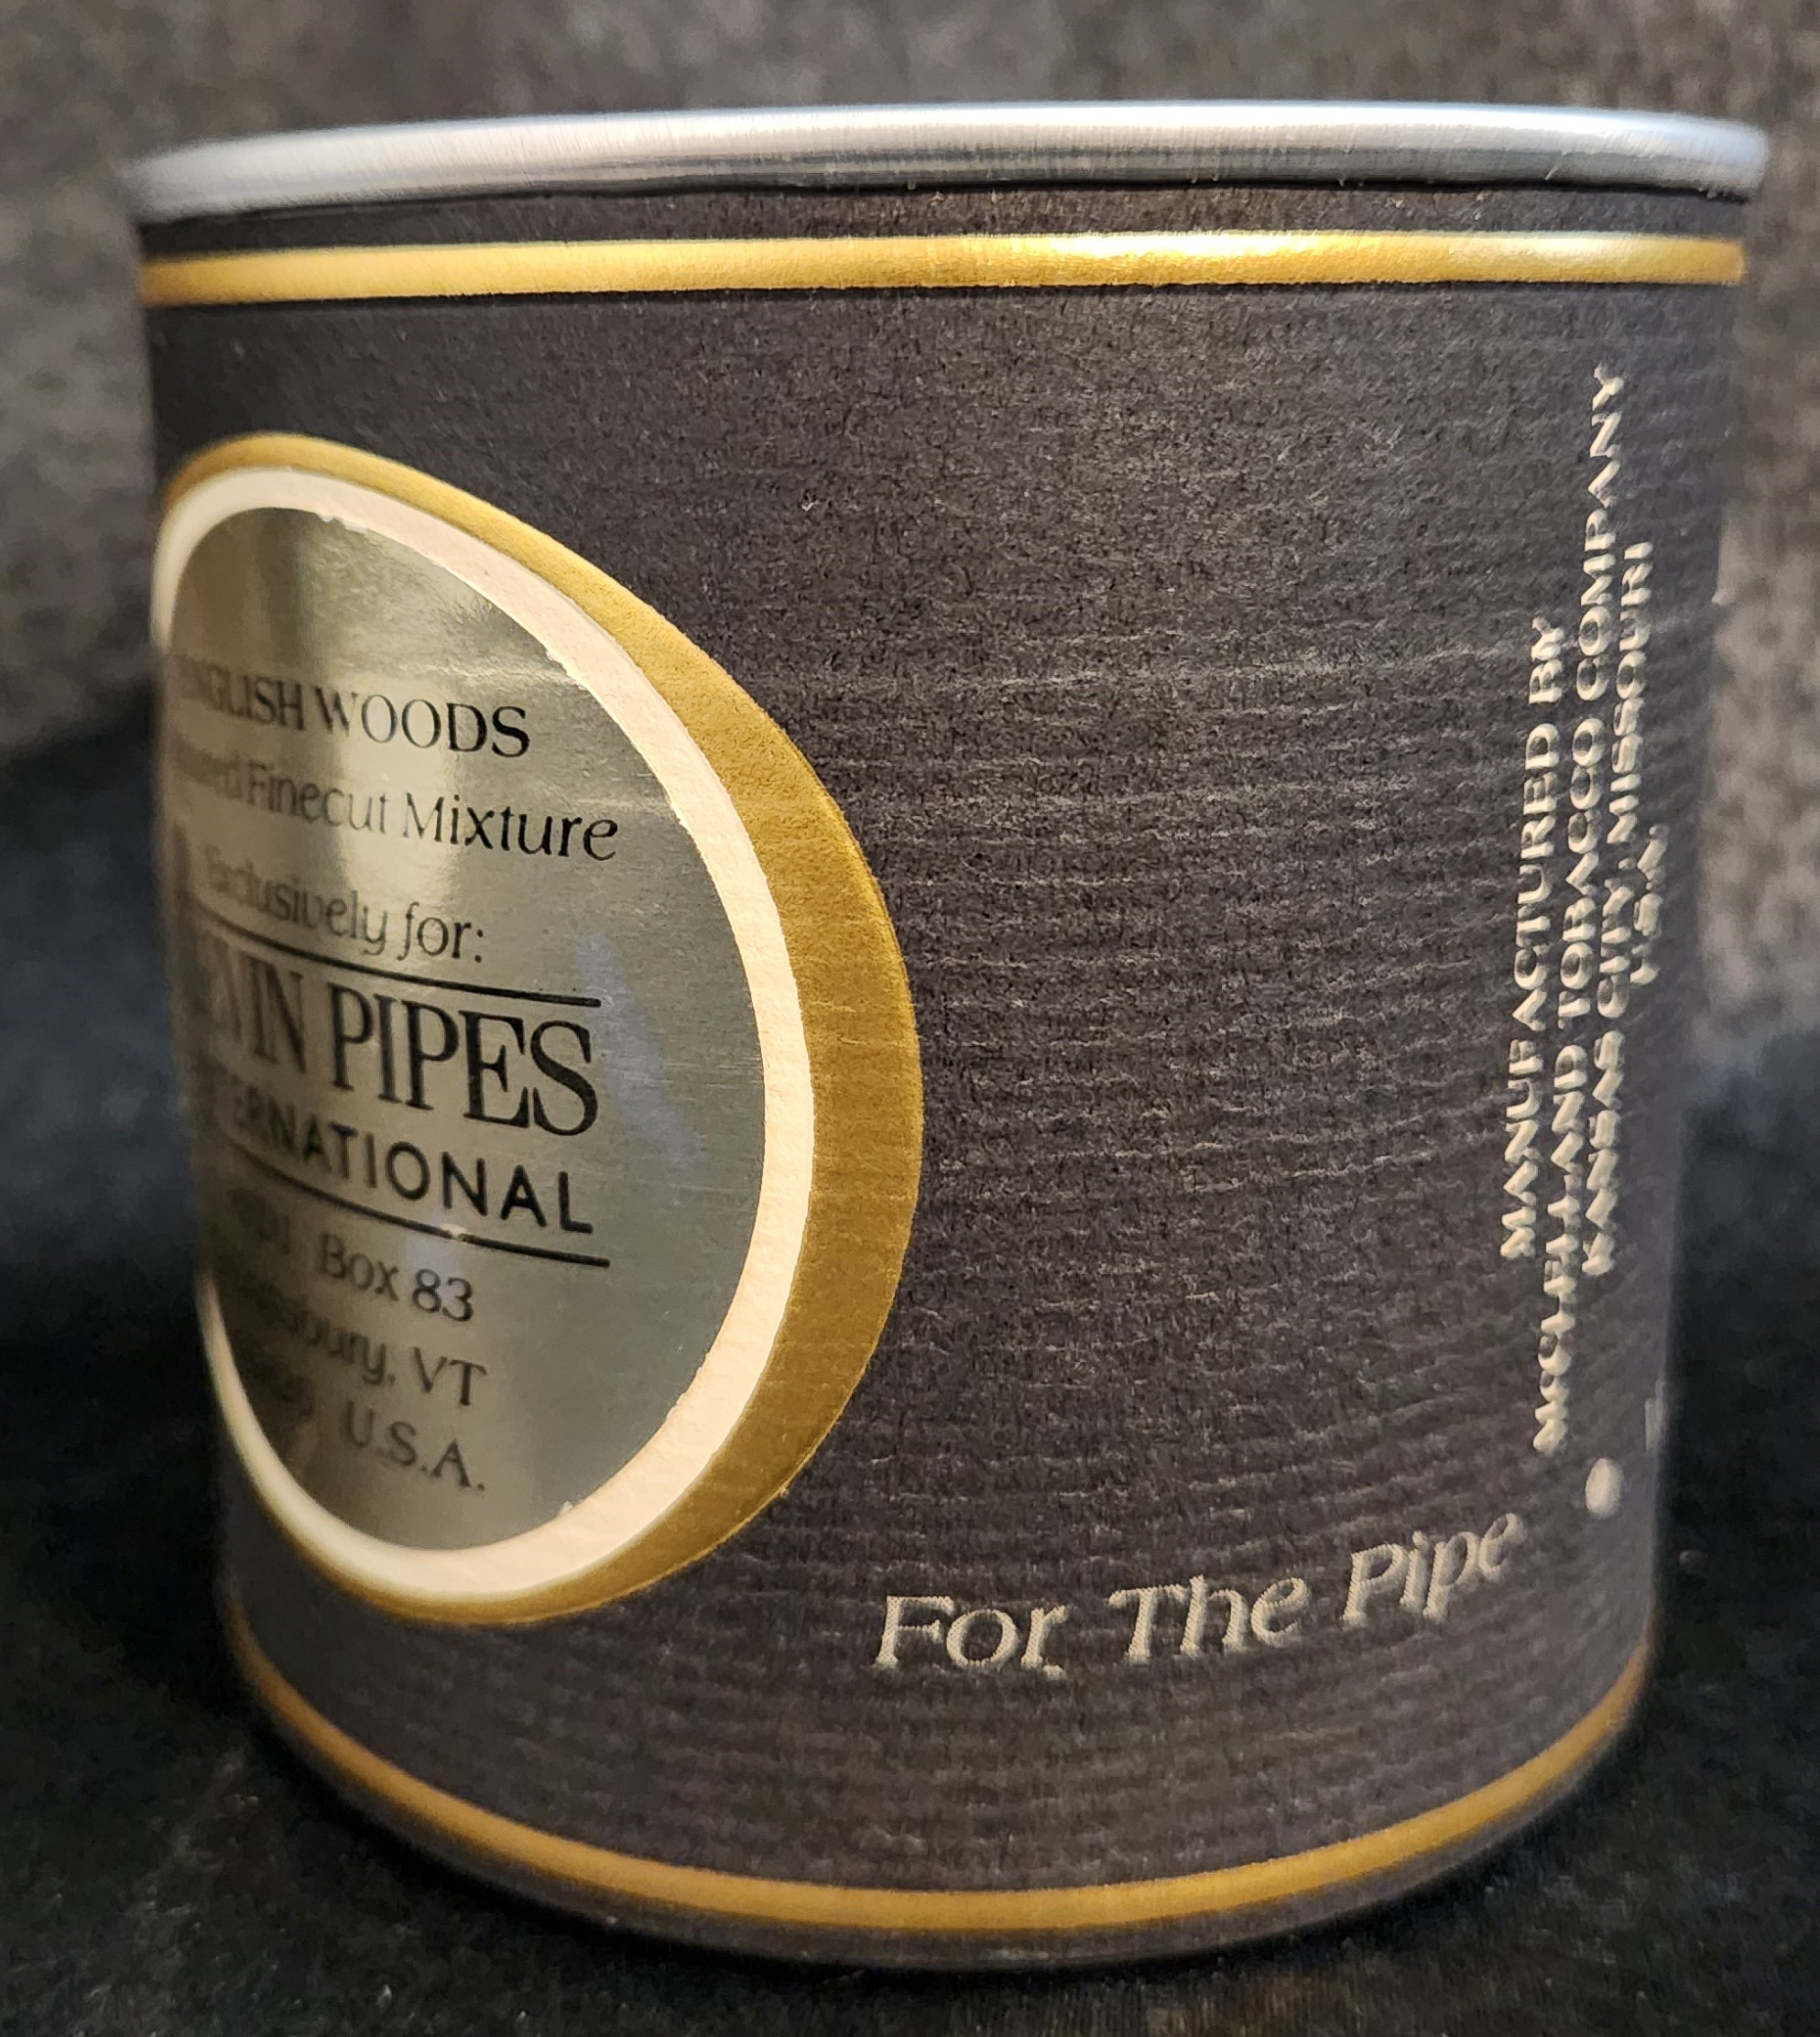 ENGLISH WOODS
Finecut Mixture
Exclusively for:
PIPES
INTERNATIONAL
Box 83
VT
U.S.A.
For The Pipe
MANUFACTURED BY
MCCLELLAND TOBACCO COMPANY
KANSAS CITY, MISSOURI
U.S.A.